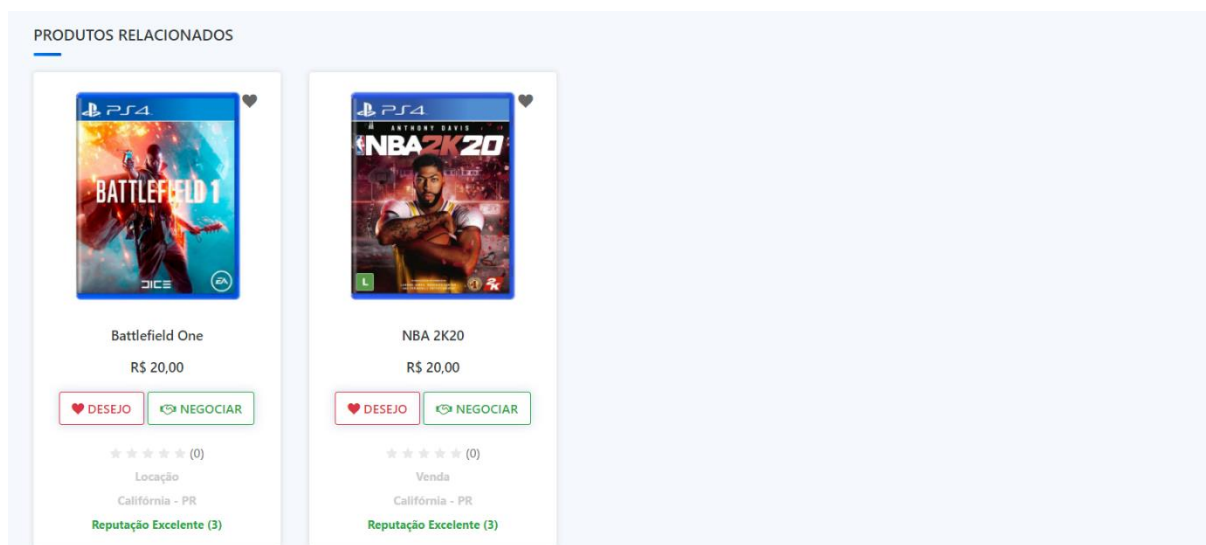 PRODUTOS RELACIONADOS
PS4
BATTLEFIELD 1
DICE
EA
Battlefield One
R$ 20,00
DESEJO
NEGOCIAR
(0)
Locação
Califórnia - PR
Reputação Excelente (3)
PS4
ANTHONY DAVIS
NBA 2K20
L
2K
NBA 2K20
R$ 20,00
DESEJO
NEGOCIAR
(0)
Venda
Califórnia - PR
Reputação Excelente (3)